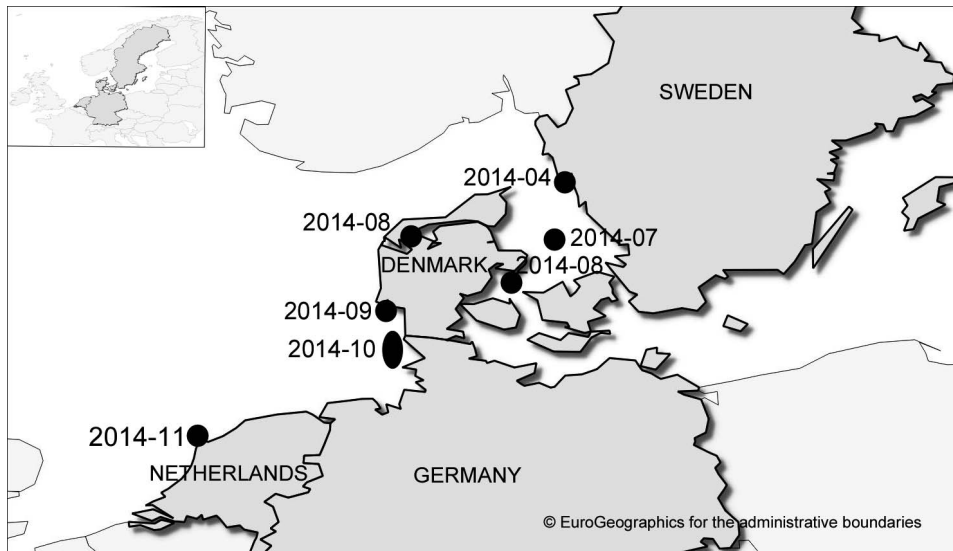 SWEDEN
2014-04
2014-08
2014-07
DENMARK
2014-08
2014-09
2014-10
2014-11
NETHERLANDS
GERMANY
© EuroGeographics for the administrative boundaries